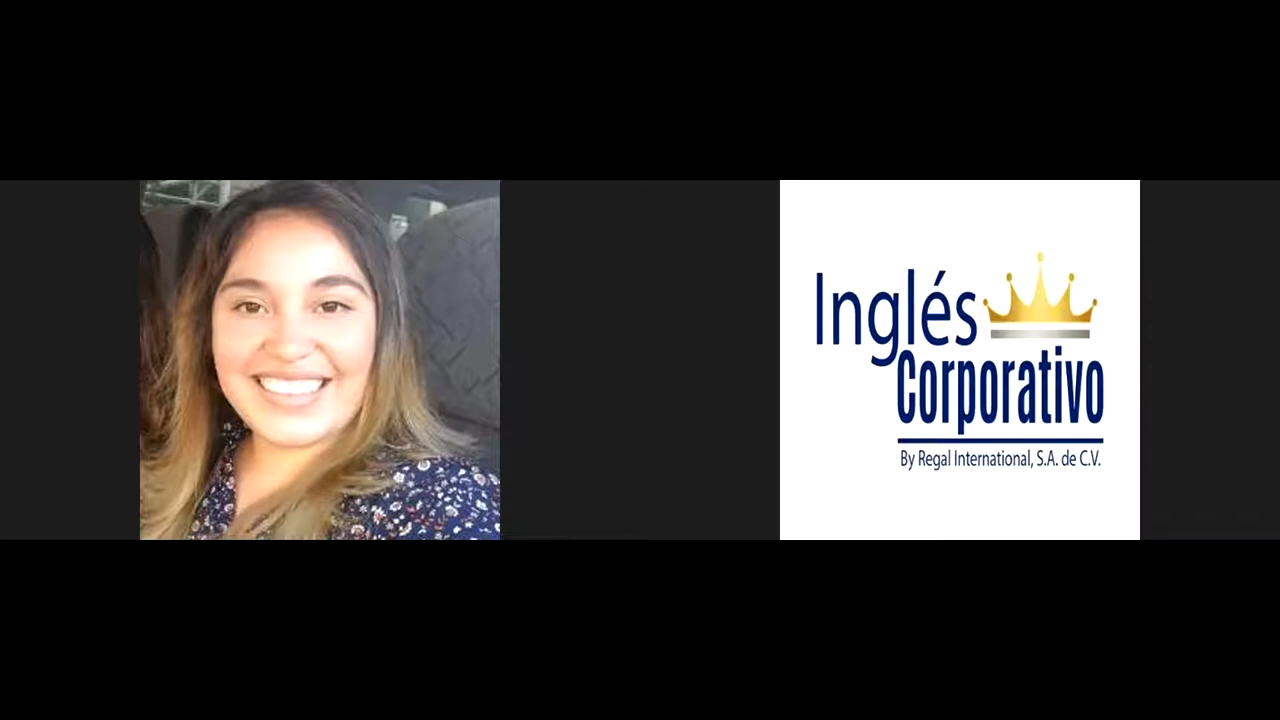 Inglés
Corporativo
By Regal International, S.A. de C.V.